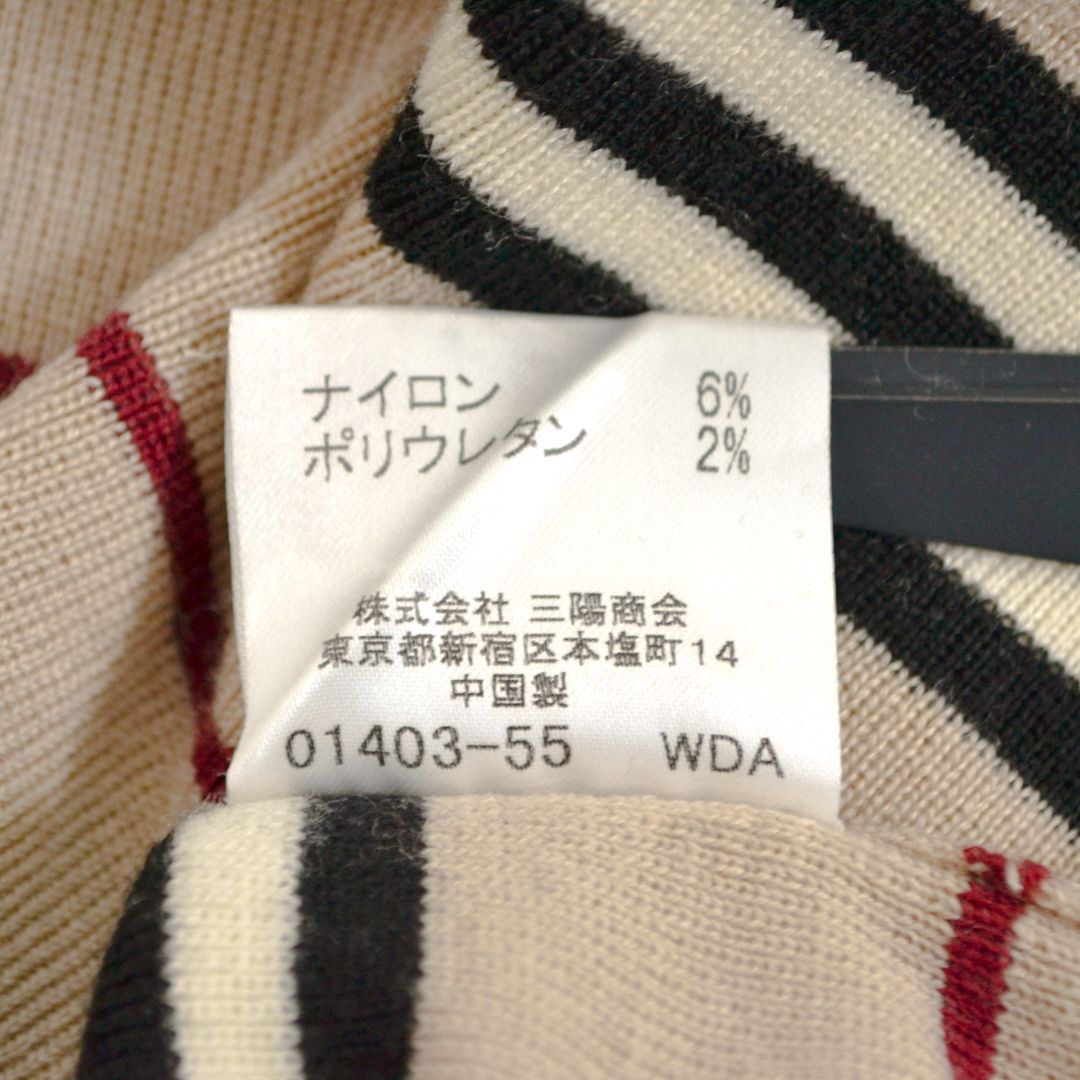 ナイロン 6%
ポリウレタン 2%
株式会社 三陽商会
東京都新宿区本塩町14
中国製
01403-55 WDA